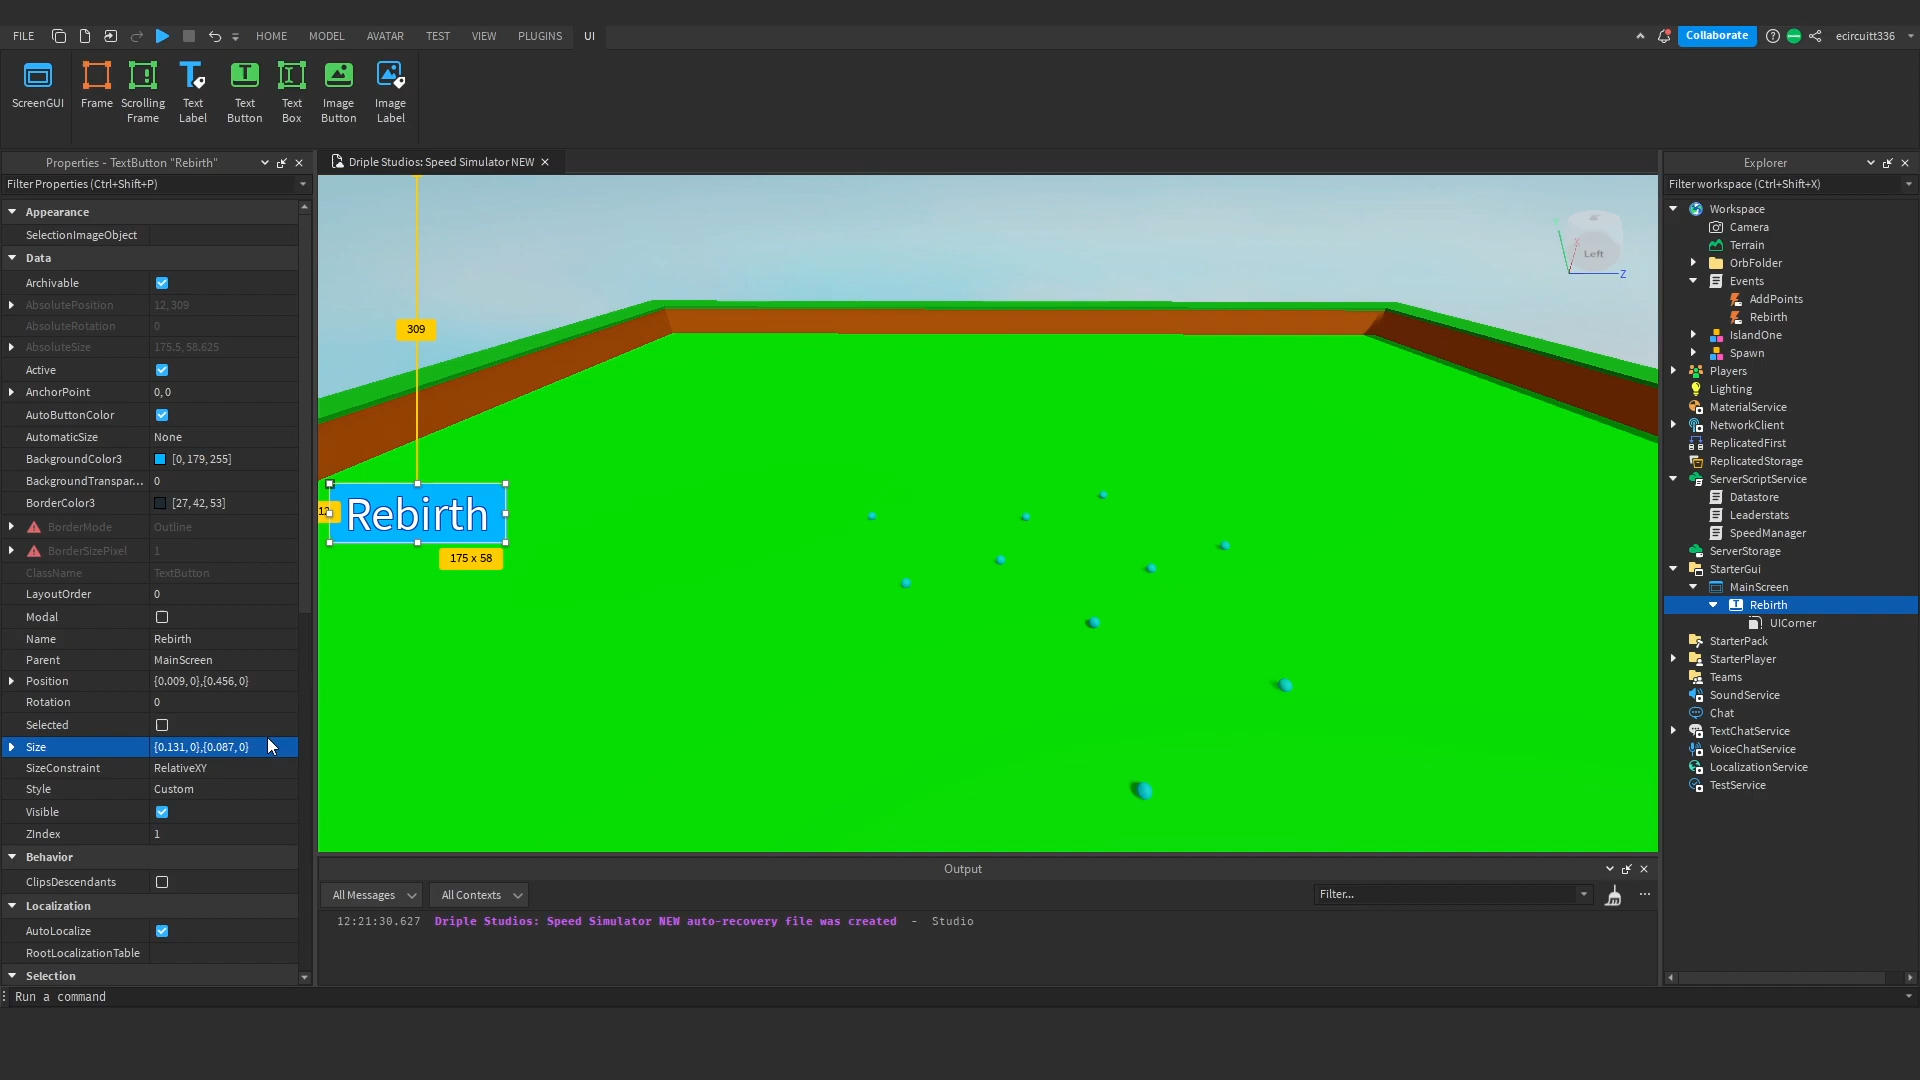 FILE HOME MODEL AVATAR TEST VIEW PLUGINS UI Collaborate ecircuitt336
ScreenGUI
Frame
Scrolling Frame
Text Label
Text Button
Text Box
Image Button
Image Label
Properties - TextButton "Rebirth"
Filter Properties (Ctrl+Shift+P)
Appearance
SelectionImageObject
Data
Archivable
AbsolutePosition 12, 309
AbsoluteRotation 0
AbsoluteSize 175.5, 58.625
Active
AnchorPoint 0, 0
AutoButtonColor
AutomaticSize None
BackgroundColor3 [0, 179, 255]
BackgroundTranspar... 0
BorderColor3 [27, 42, 53]
BorderMode Outline
BorderSizePixel 1
ClassName TextButton
LayoutOrder 0
Modal
Name Rebirth
Parent MainScreen
Position {0.009, 0},{0.456, 0}
Rotation 0
Selected
Size {0.131, 0},{0.087, 0}
SizeConstraint RelativeXY
Style Custom
Visible
ZIndex 1
Behavior
ClipsDescendants
Localization
AutoLocalize
RootLocalizationTable
Selection
Driple Studios: Speed Simulator NEW
Left
Z
309
12
Rebirth
175 x 58
Output
All Messages All Contexts Filter...
12:21:30.627 Driple Studios: Speed Simulator NEW auto-recovery file was created - Studio
Explorer
Filter workspace (Ctrl+Shift+X)
Workspace
Camera
Terrain
OrbFolder
Events
AddPoints
Rebirth
IslandOne
Spawn
Players
Lighting
MaterialService
NetworkClient
ReplicatedFirst
ReplicatedStorage
ServerScriptService
Datastore
Leaderstats
SpeedManager
ServerStorage
StarterGui
MainScreen
Rebirth
UICorner
StarterPack
StarterPlayer
Teams
SoundService
Chat
TextChatService
VoiceChatService
LocalizationService
TestService
Run a command